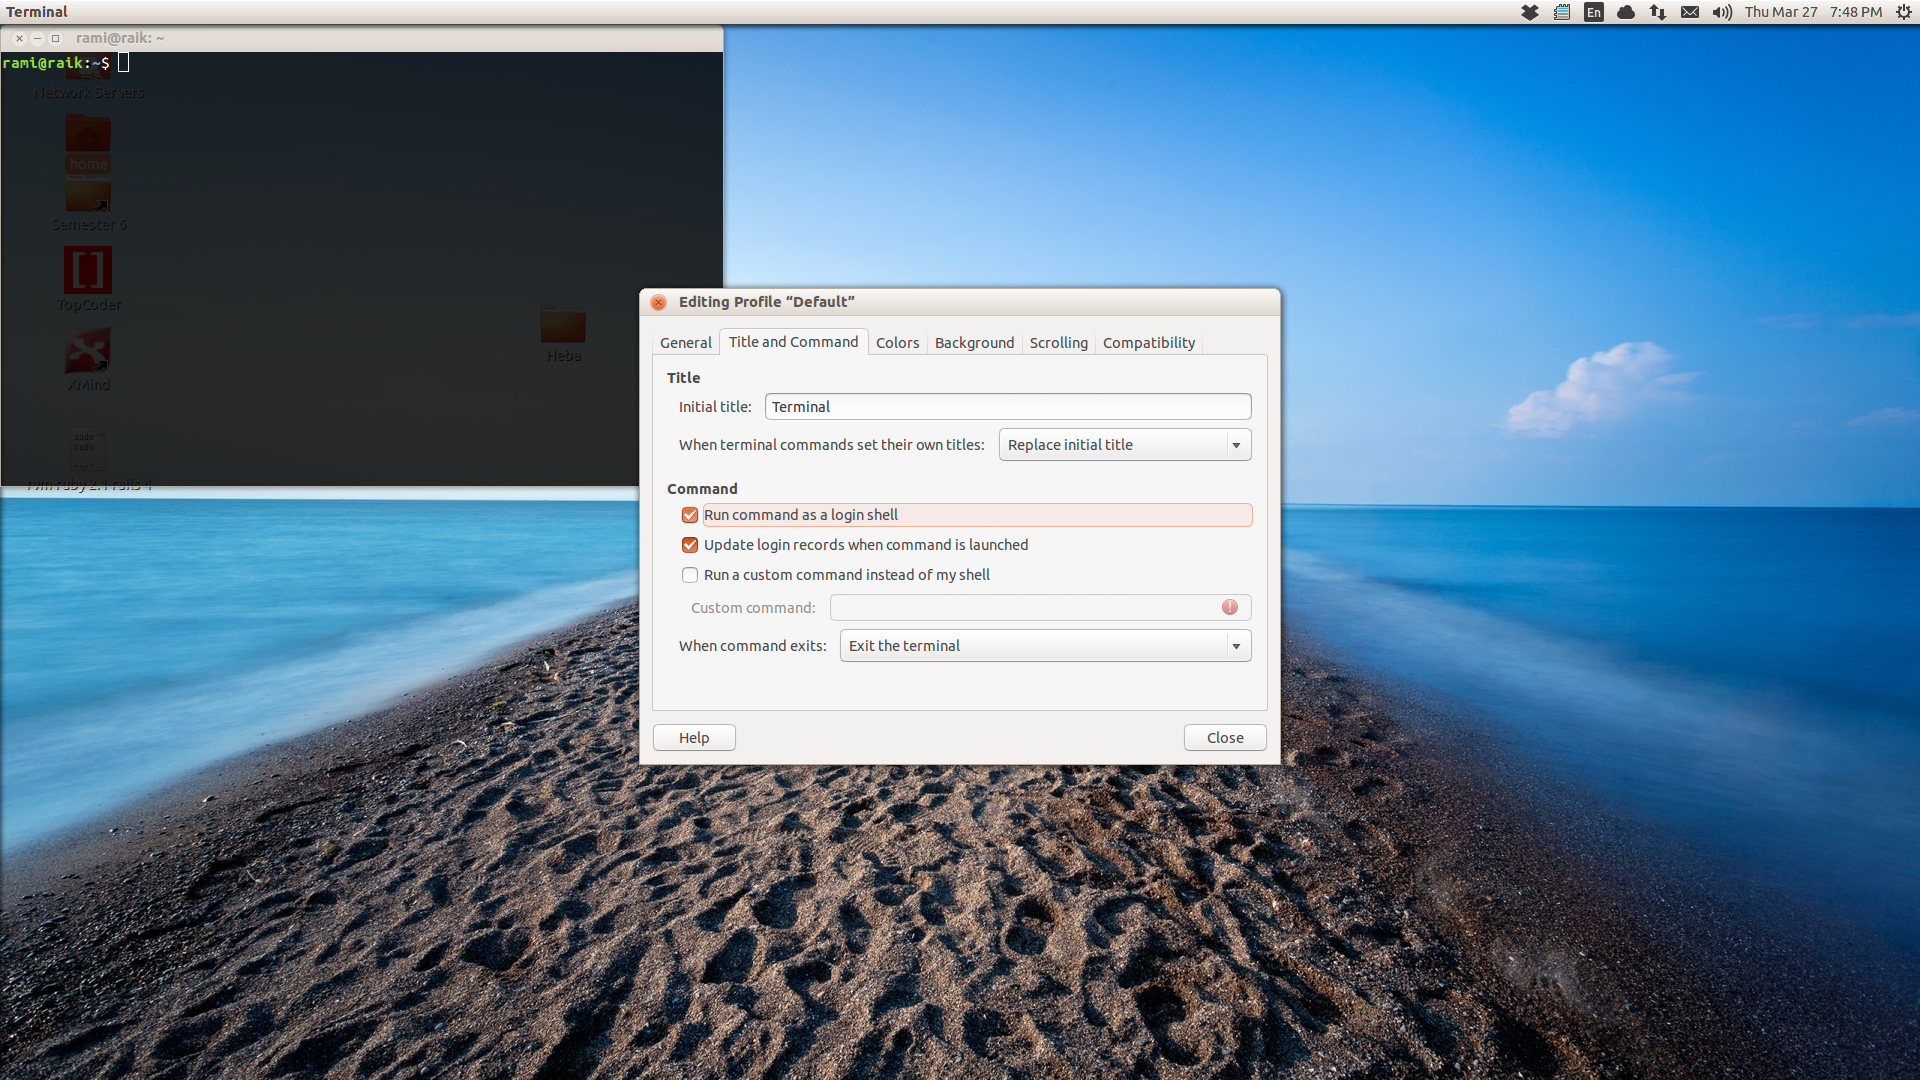 Terminal
En
Thu Mar 27 7:48 PM
rami@raik: ~
rami@raik:~$
Network Servers
home
Semester 6
TopCoder
XMind
Heba
sudo
sudo
rvm ruby 2.1 rails 4
Editing Profile “Default”
General Title and Command Colors Background Scrolling Compatibility
Title
Initial title: Terminal
When terminal commands set their own titles: Replace initial title
Command
Run command as a login shell
Update login records when command is launched
Run a custom command instead of my shell
Custom command:
When command exits: Exit the terminal
Help Close